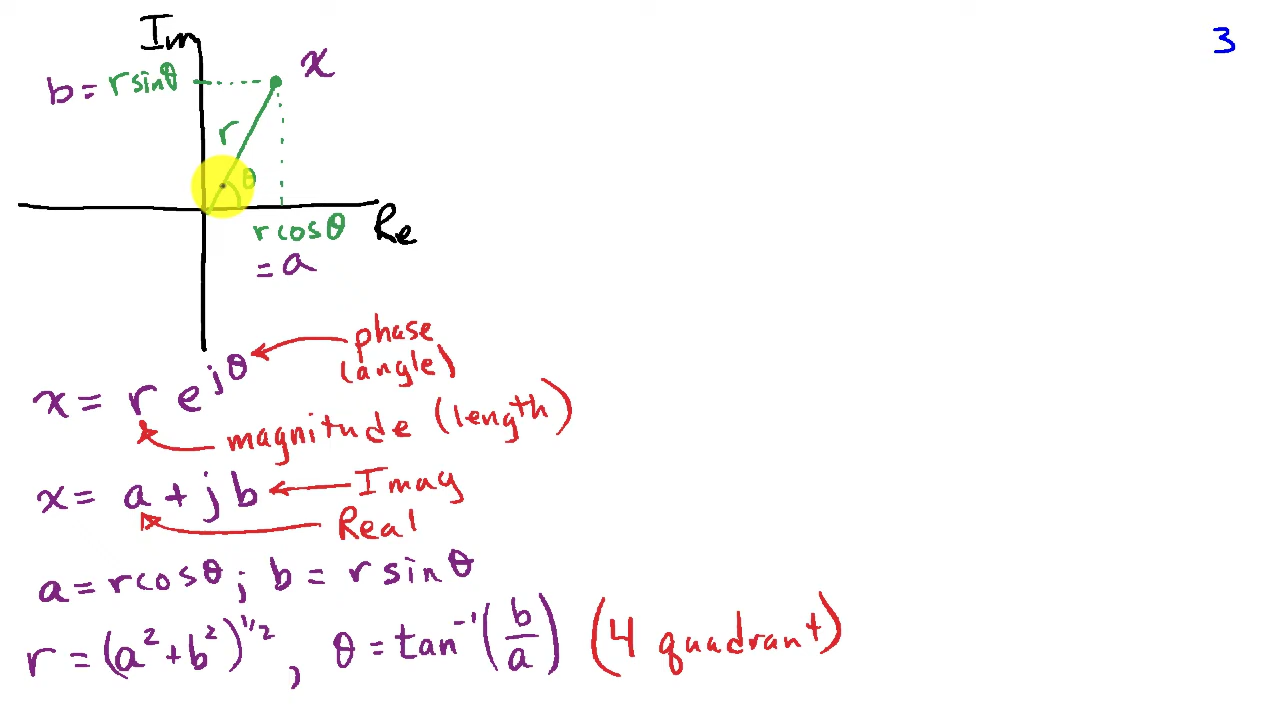 3
Im
x
b = r sinθ
r
θ
Re
r cosθ
= a
phase
(angle)
x = r e^{jθ}
magnitude (length)
x = a + j b
Imag
Real
a = r cosθ; b = r sinθ
r = (a² + b²)^{1/2}, θ = tan⁻¹(b/a) (4 quadrant)